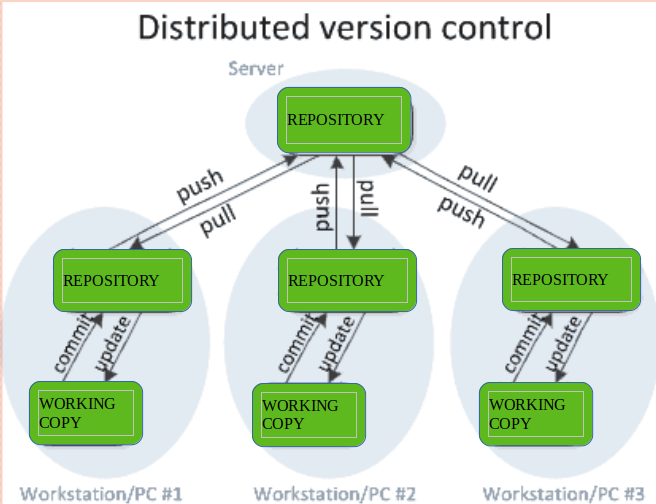 Distributed version control
Server
REPOSITORY
push
pull
push
pull
pull
push
REPOSITORY
REPOSITORY
REPOSITORY
commit
update
commit
update
commit
update
WORKING
COPY
WORKING
COPY
WORKING
COPY
Workstation/PC #1
Workstation/PC #2
Workstation/PC #3